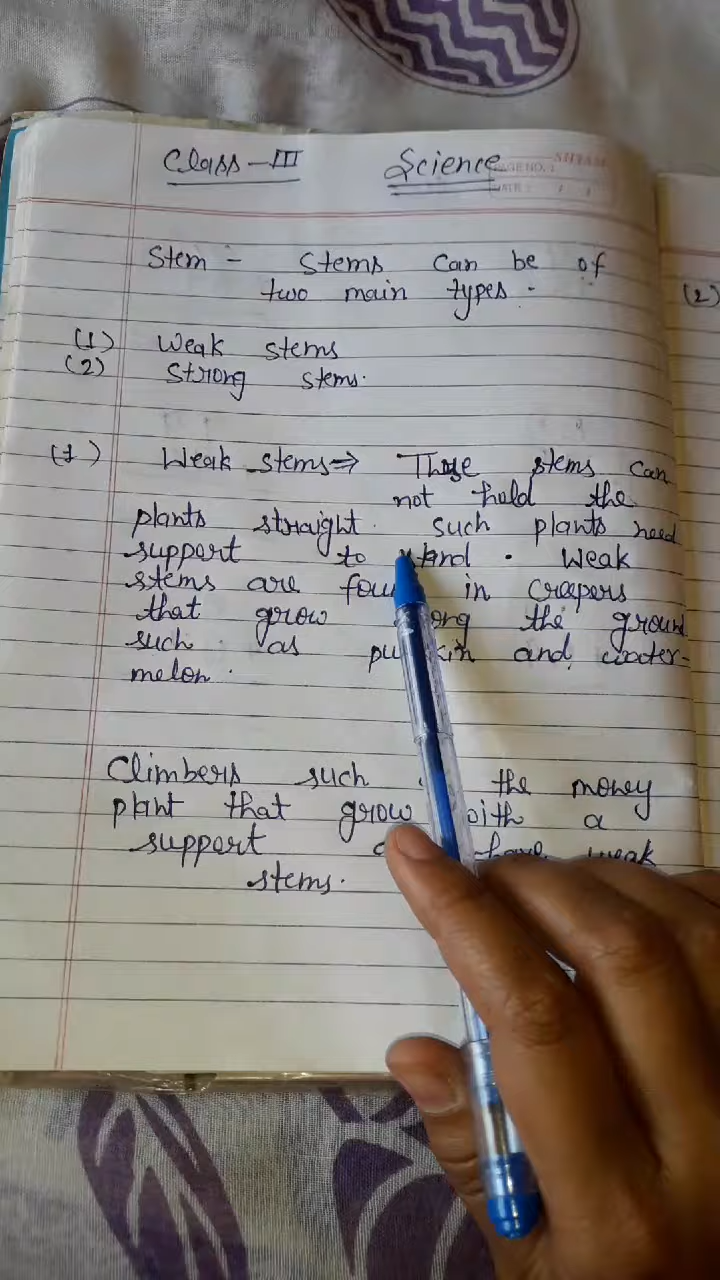 Class-III Science
Stem - Stems can be of
two main types.
(1) Weak stems
(2) Strong stems.
(1) Weak stems⇒ These stems can
not hold the
plants straight. such plants need
support to stand. Weak
stems are in creepers
that grow the ground
such as and water-
melon.
Climbers such the money
plant that grow with a
support have weak
stems.
(2)